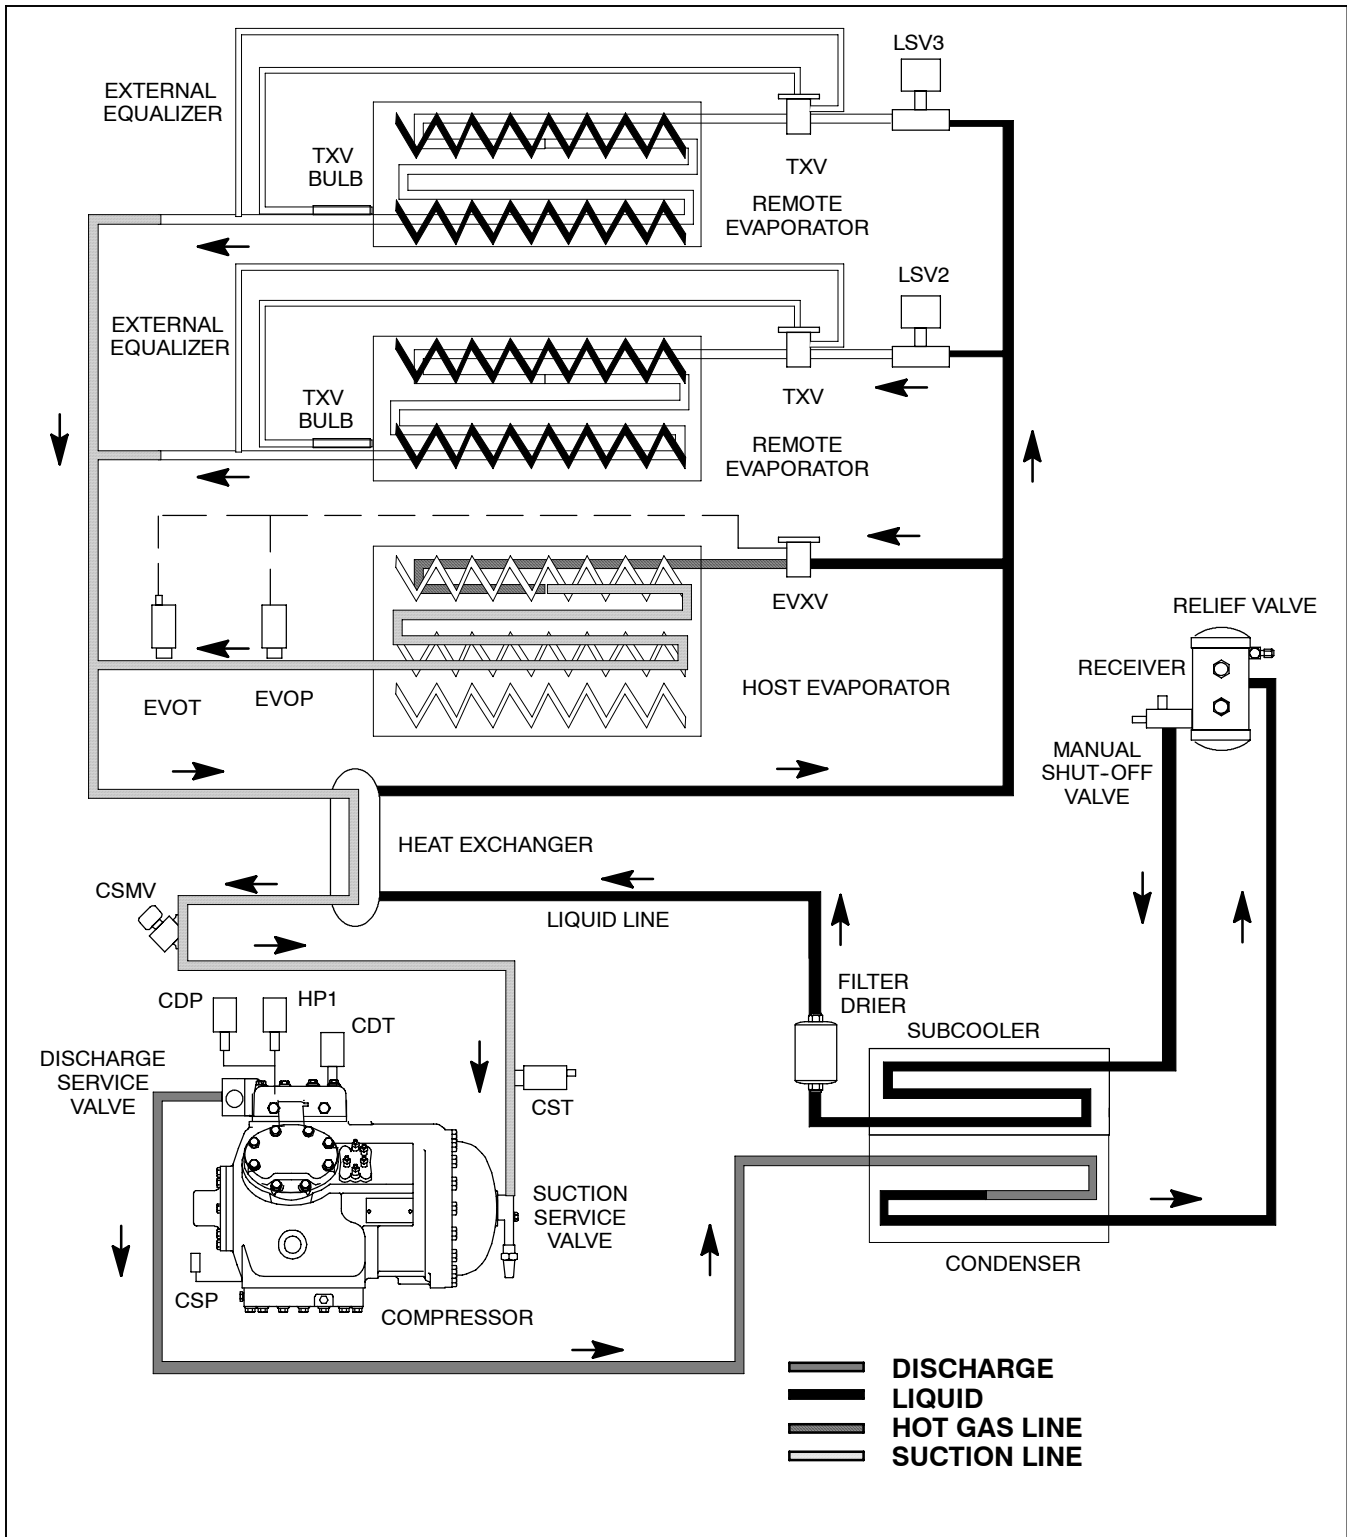 LSV3
EXTERNAL
EQUALIZER
TXV
BULB
TXV
REMOTE
EVAPORATOR
LSV2
EXTERNAL
EQUALIZER
TXV
BULB
TXV
REMOTE
EVAPORATOR
EVXV
RELIEF VALVE
RECEIVER
HOST EVAPORATOR
EVOT
EVOP
MANUAL
SHUT-OFF
VALVE
HEAT EXCHANGER
CSMV
LIQUID LINE
FILTER
DRIER
CDP
HP1
CDT
SUBCOOLER
DISCHARGE
SERVICE
VALVE
CST
SUCTION
SERVICE
VALVE
CONDENSER
CSP
COMPRESSOR
DISCHARGE
LIQUID
HOT GAS LINE
SUCTION LINE